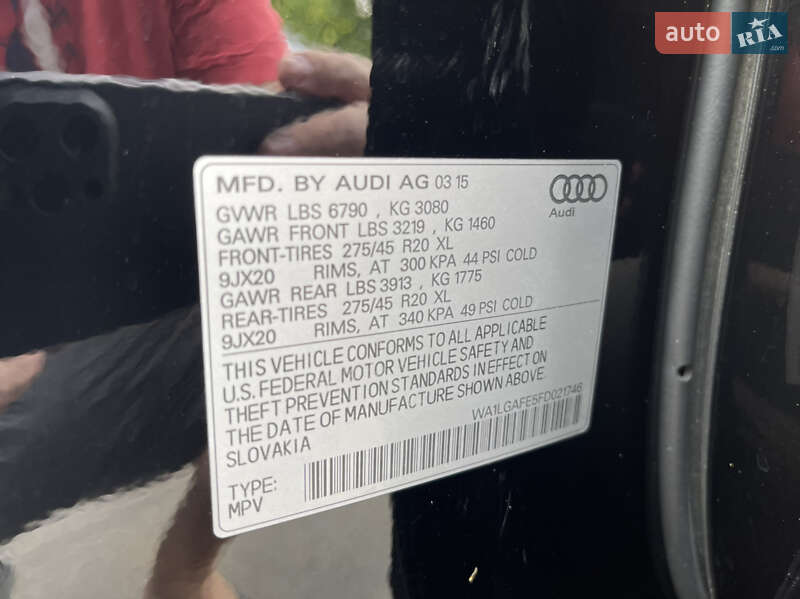 auto RIA .com
MFD. BY AUDI AG 03 15
Audi
GVWR LBS 6790 , KG 3080
GAWR FRONT LBS 3219 , KG 1460
FRONT-TIRES 275/45 R20 XL
9JX20 RIMS, AT 300 KPA 44 PSI COLD
GAWR REAR LBS 3913 , KG 1775
REAR-TIRES 275/45 R20 XL
9JX20 RIMS, AT 340 KPA 49 PSI COLD
THIS VEHICLE CONFORMS TO ALL APPLICABLE
U.S. FEDERAL MOTOR VEHICLE SAFETY AND
THEFT PREVENTION STANDARDS IN EFFECT ON
THE DATE OF MANUFACTURE SHOWN ABOVE.
SLOVAKIA
WA1LGAFE5FD021746
TYPE:
MPV